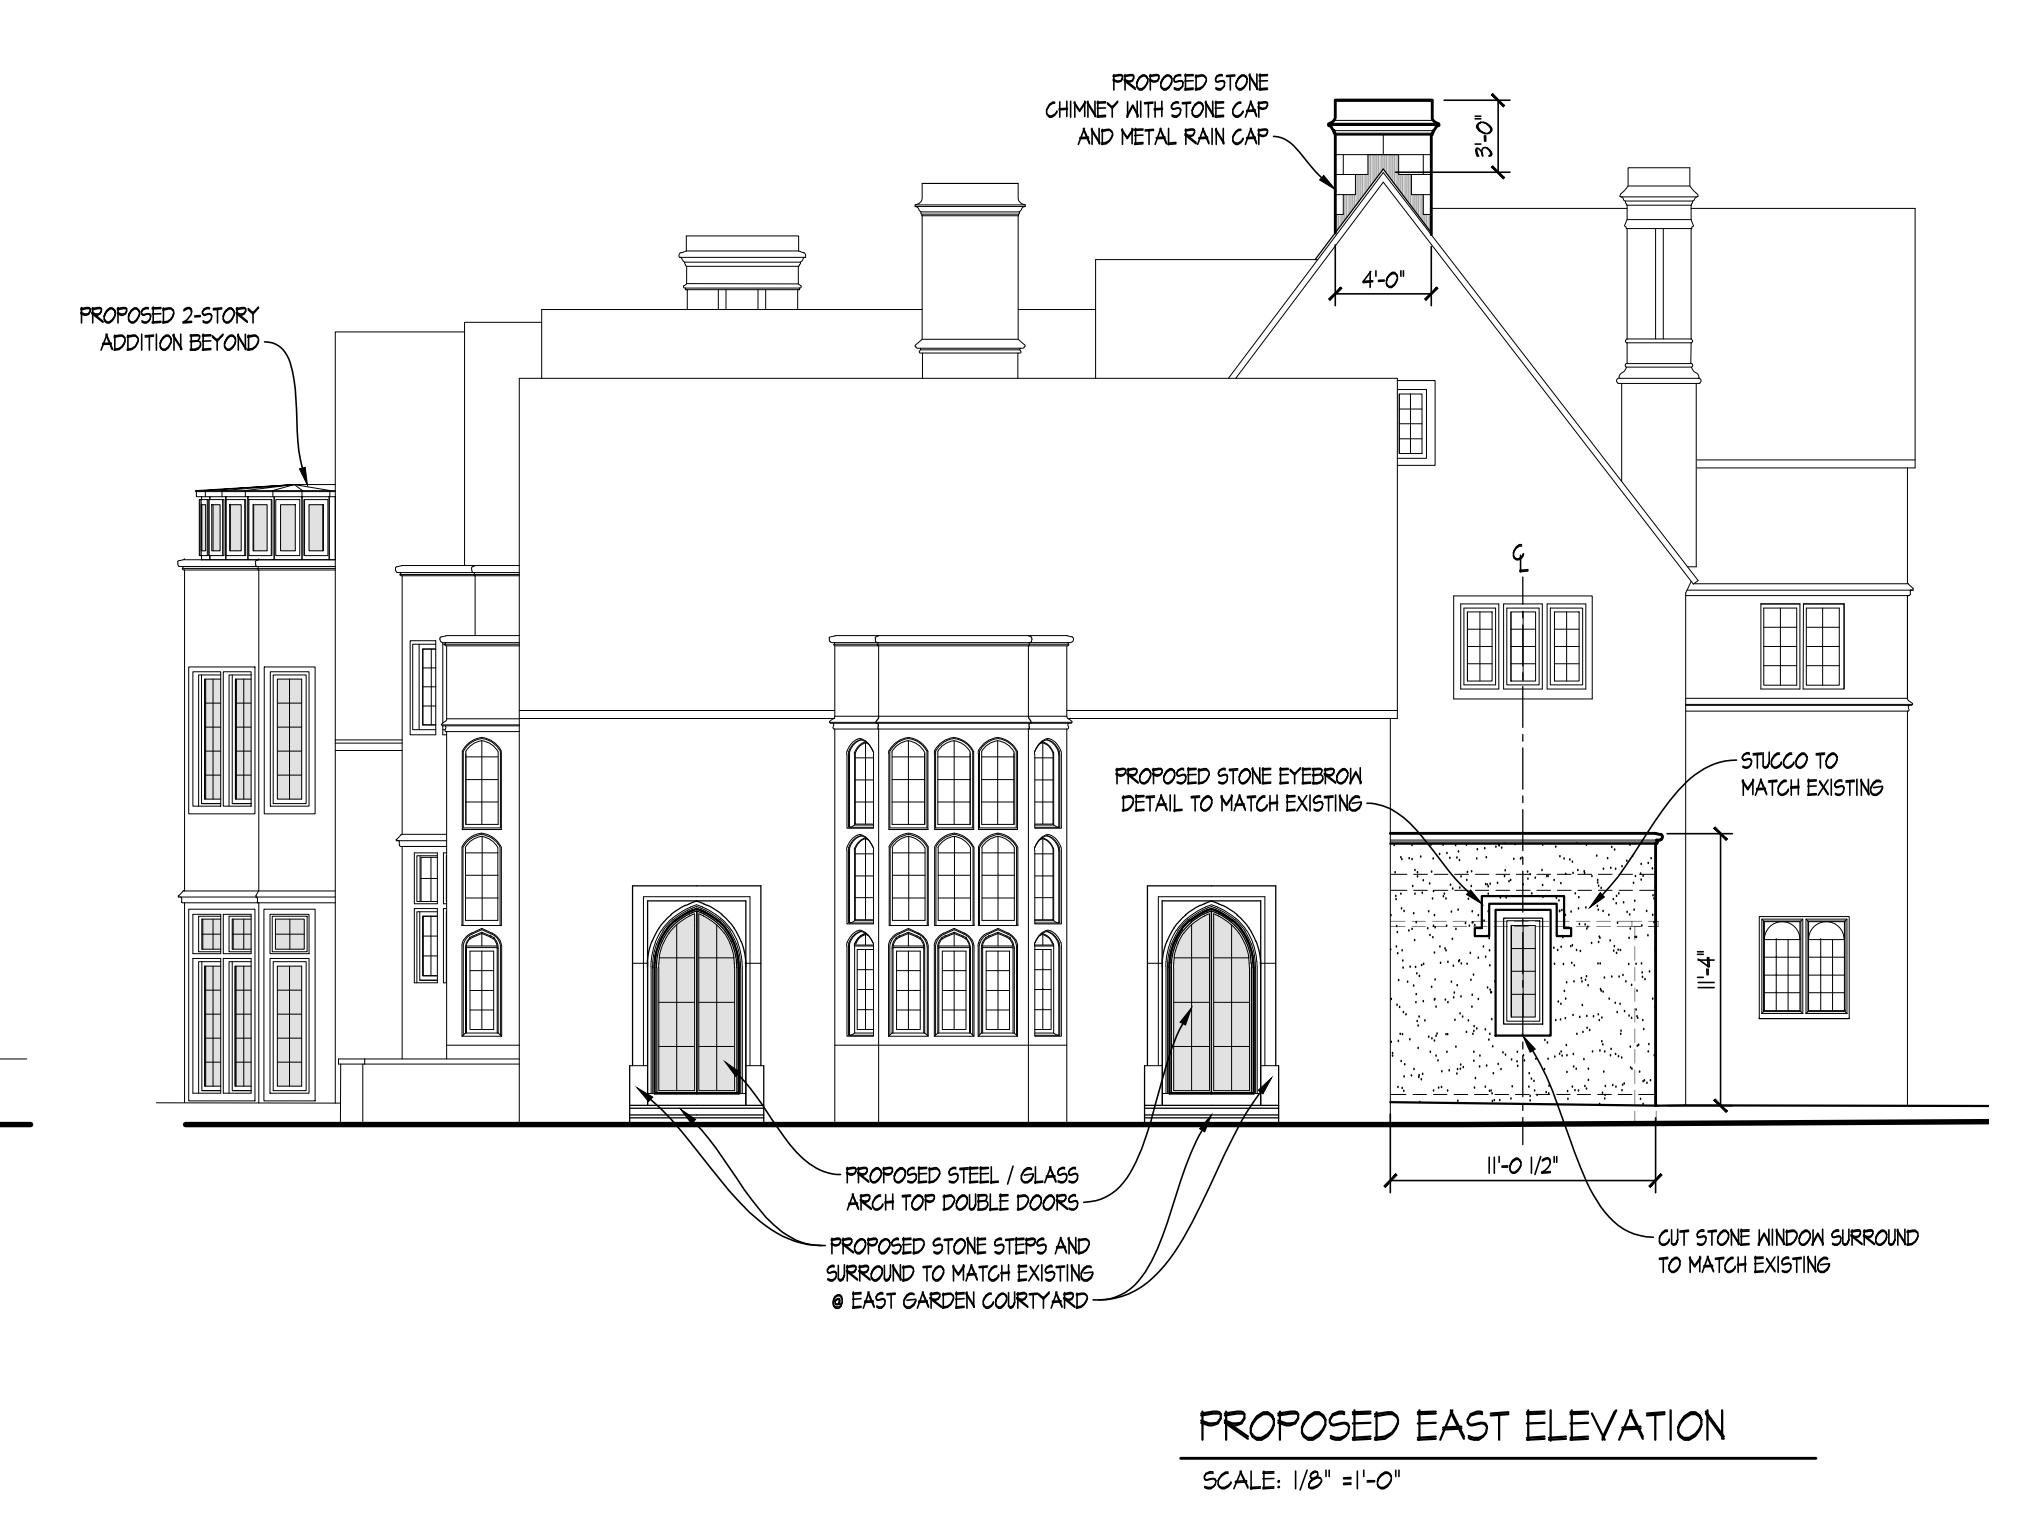 PROPOSED STONE
CHIMNEY WITH STONE CAP
AND METAL RAIN CAP
3'-0"
4'-0"
PROPOSED 2-STORY
ADDITION BEYOND
CL
PROPOSED STONE EYEBROW
DETAIL TO MATCH EXISTING
STUCCO TO
MATCH EXISTING
11'-4"
11'-0 1/2"
PROPOSED STEEL / GLASS
ARCH TOP DOUBLE DOORS
PROPOSED STONE STEPS AND
SURROUND TO MATCH EXISTING
@ EAST GARDEN COURTYARD
CUT STONE WINDOW SURROUND
TO MATCH EXISTING
PROPOSED EAST ELEVATION
SCALE: 1/8" =1'-0"